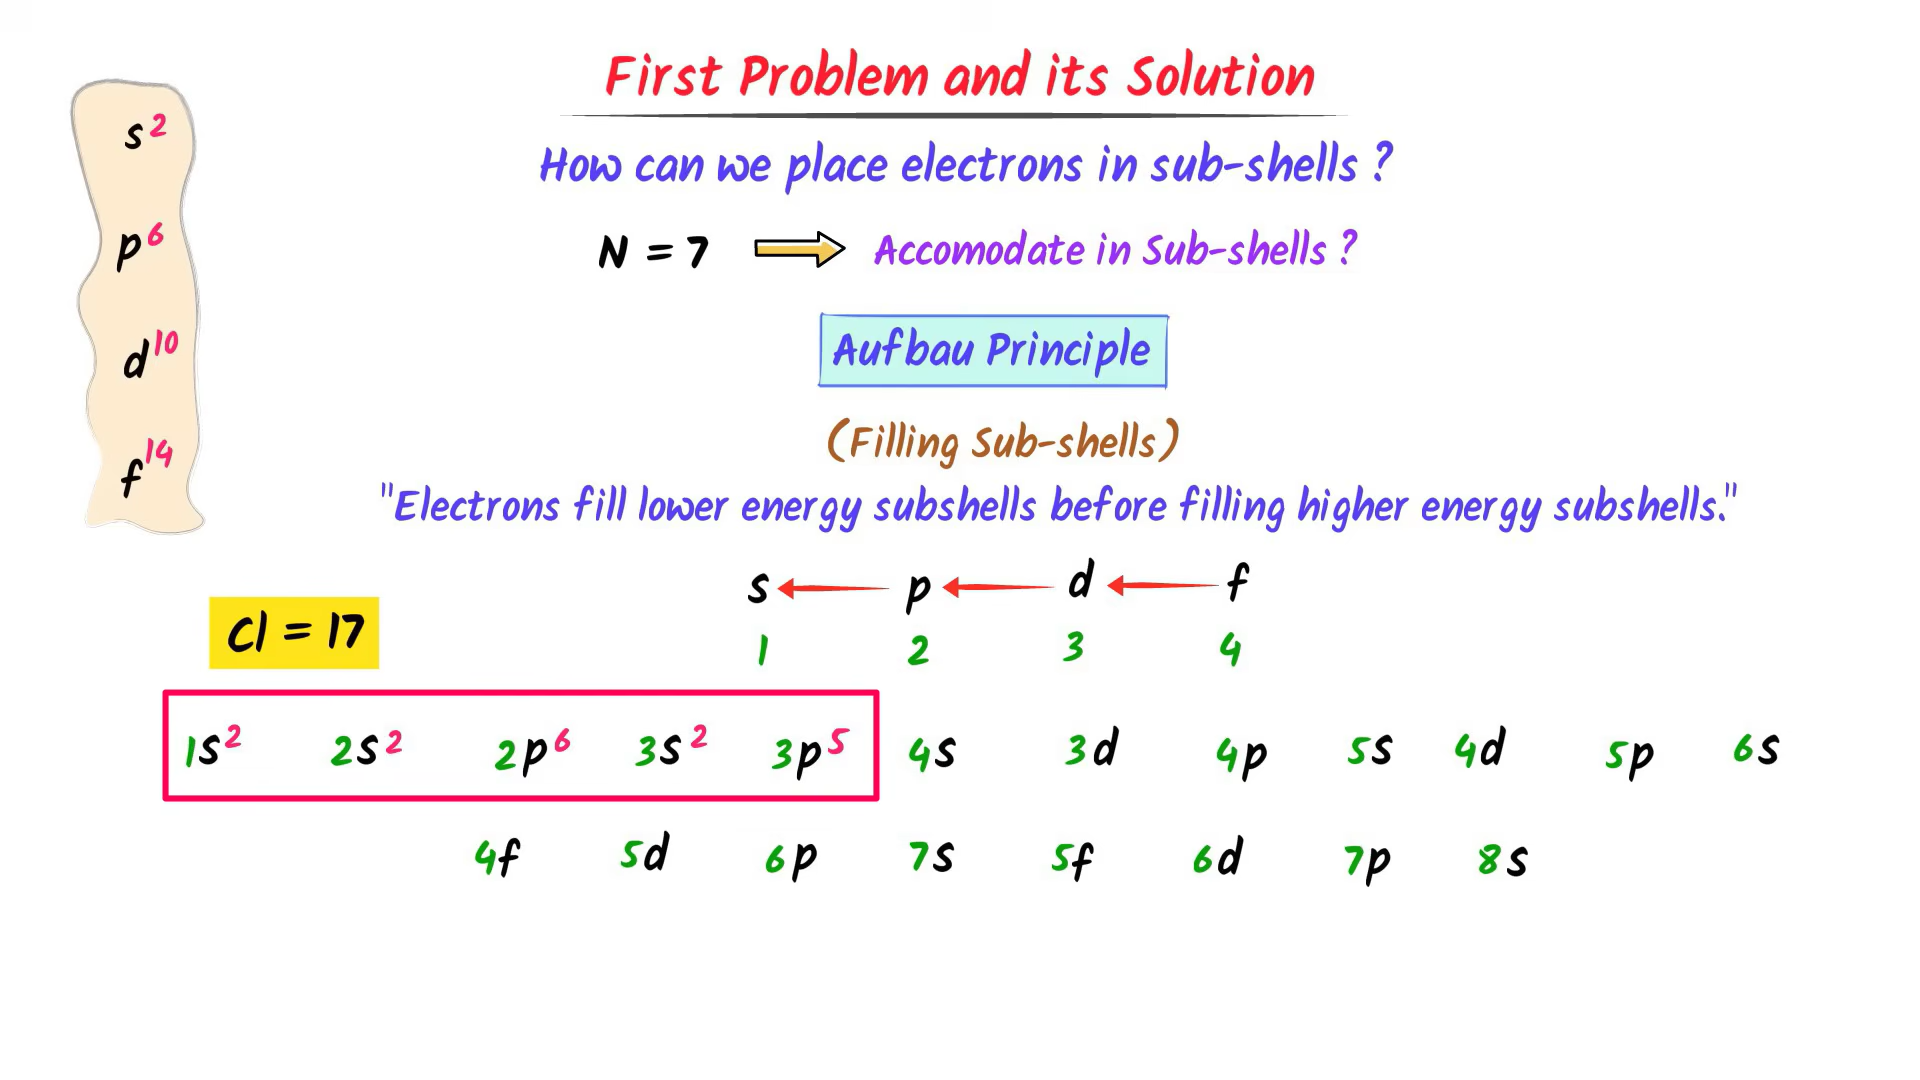 First Problem and its Solution
How can we place electrons in sub-shells ?
N = 7 Accomodate in Sub-shells ?
Aufbau Principle
(Filling Sub-shells)
"Electrons fill lower energy subshells before filling higher energy subshells."
s² 
p⁶
d¹⁰
f¹⁴
s p d f
1 2 3 4
Cl = 17
1s² 2s² 2p⁶ 3s² 3p⁵ 4s 3d 4p 5s 4d 5p 6s
4f 5d 6p 7s 5f 6d 7p 8s